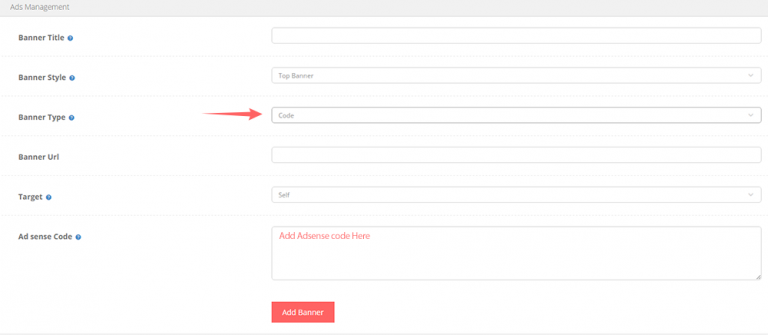 Ads Management
Banner Title
Banner Style
Top Banner
Banner Type
Code
Banner Url
Target
Self
Ad sense Code
Add Adsense code Here
Add Banner